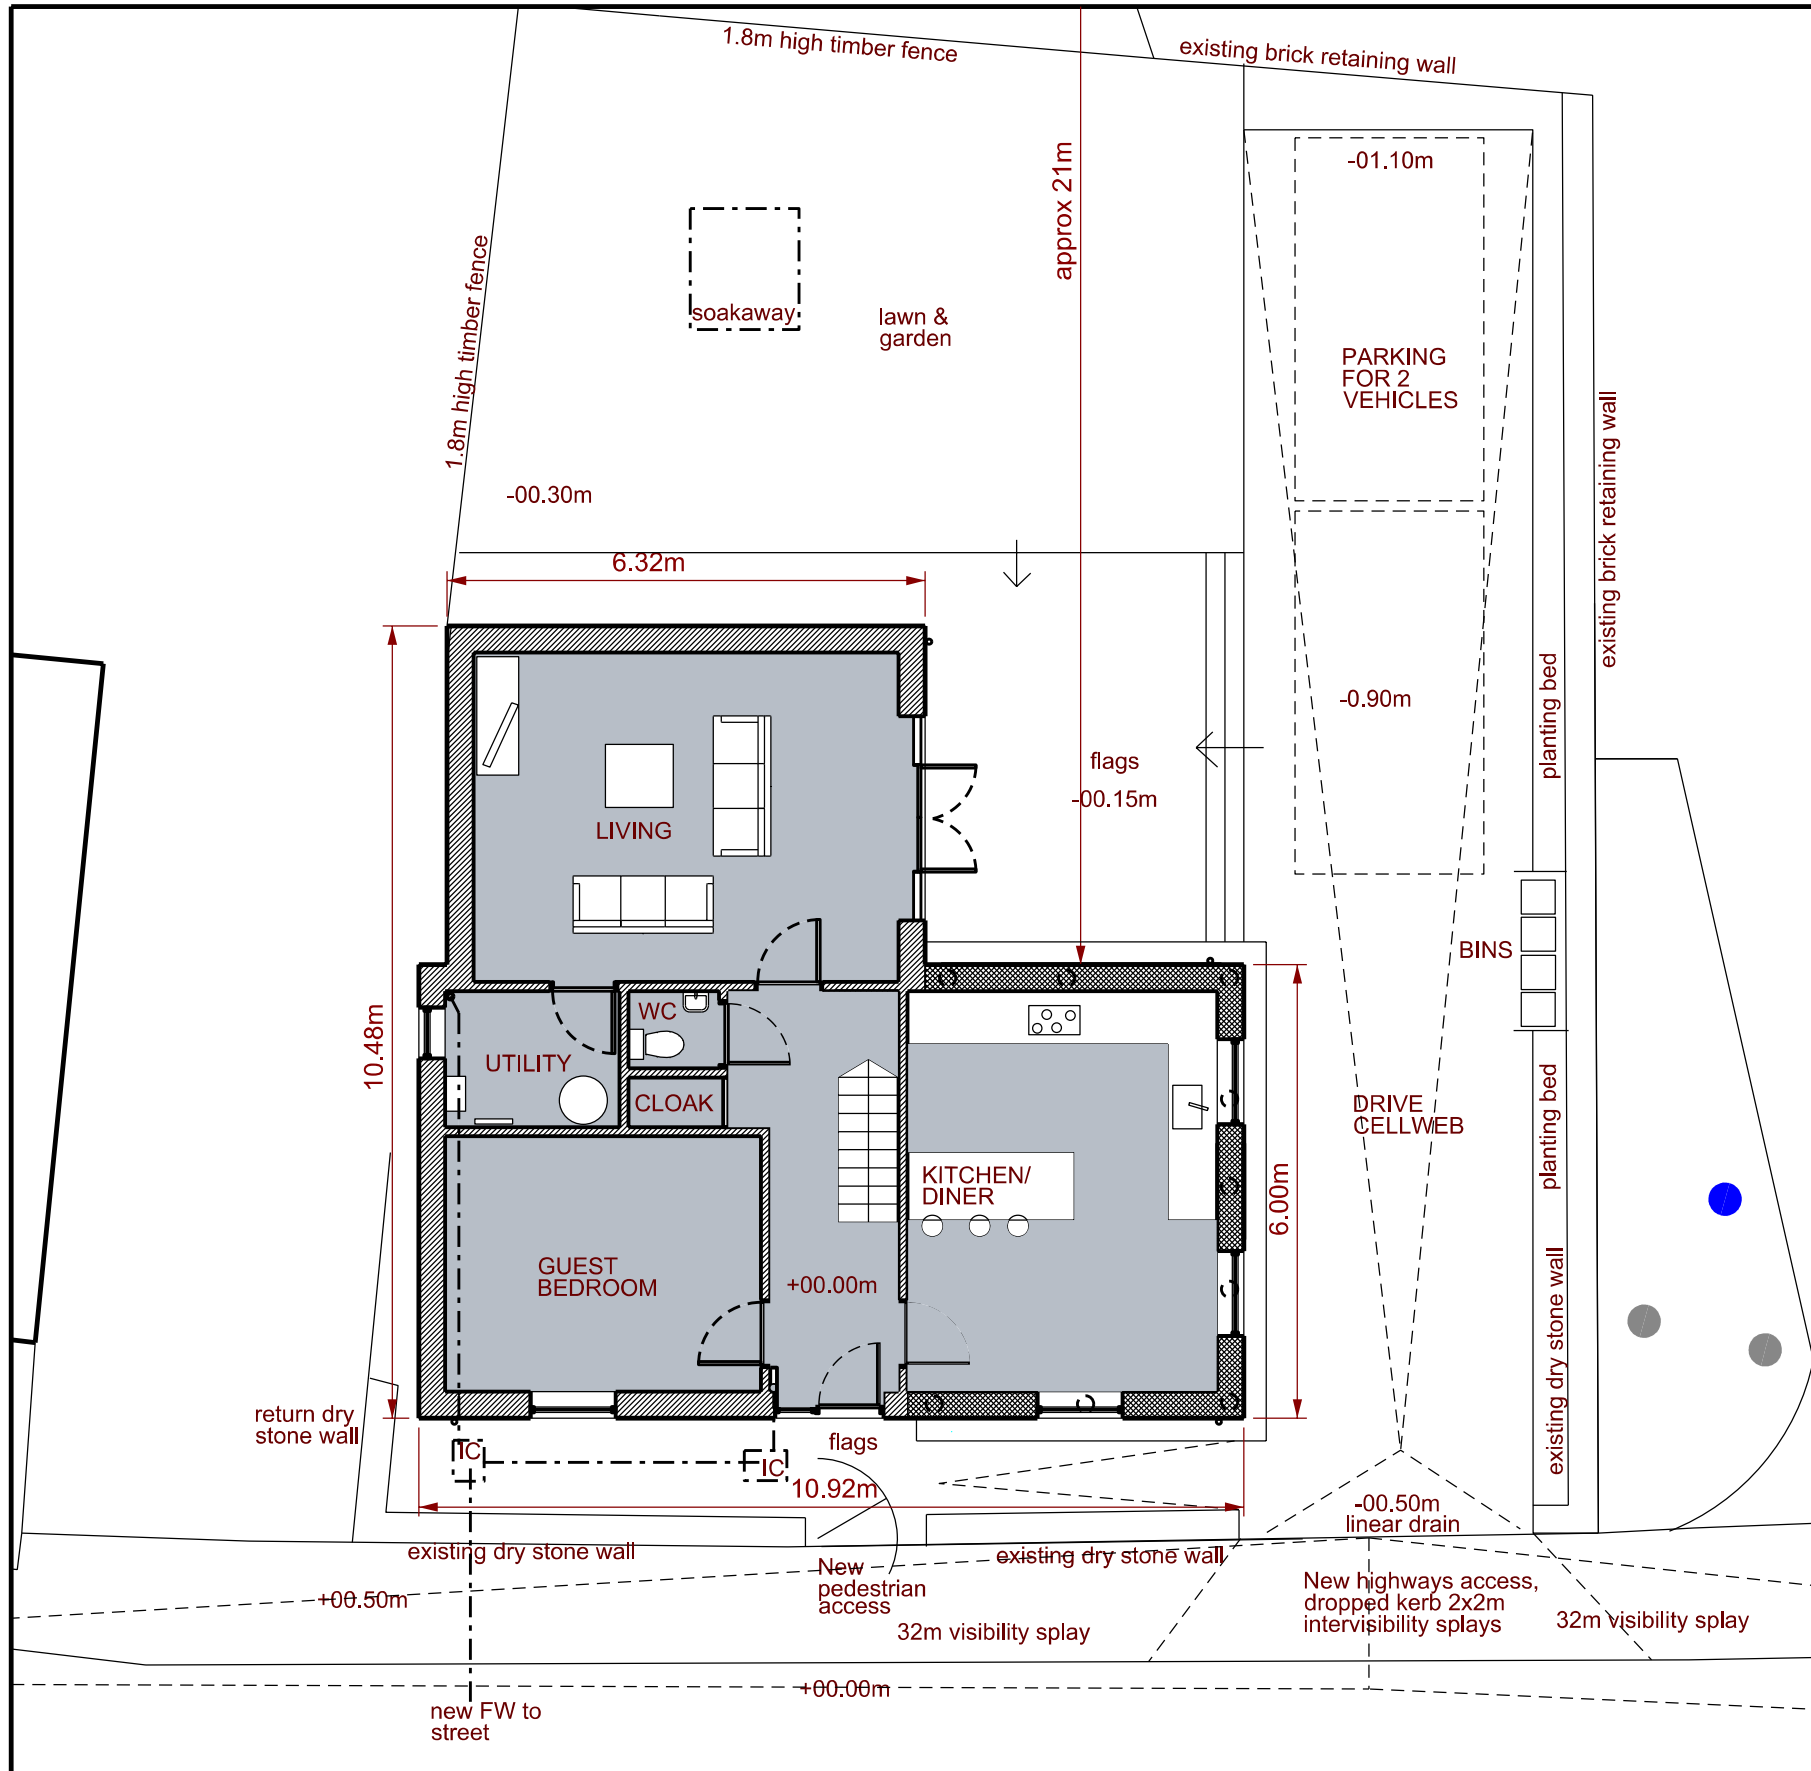 1.8m high timber fence
existing brick retaining wall
-01.10m
approx 21m
1.8m high timber fence
soakaway
lawn &
garden
PARKING
FOR 2
VEHICLES
existing brick retaining wall
-00.30m
6.32m
planting bed
-0.90m
flags
-00.15m
LIVING
BINS
10.48m
WC
UTILITY
CLOAK
DRIVE
CELLWEB
planting bed
KITCHEN/
DINER
6.00m
GUEST
BEDROOM
+00.00m
existing dry stone wall
return dry
stone wall
IC
IC
flags
10.92m
-00.50m
linear drain
existing dry stone wall
existing dry stone wall
New
pedestrian
access
+00.50m
New highways access,
dropped kerb 2x2m
intervisibility splays
32m visibility splay
32m visibility splay
+00.00m
new FW to
street